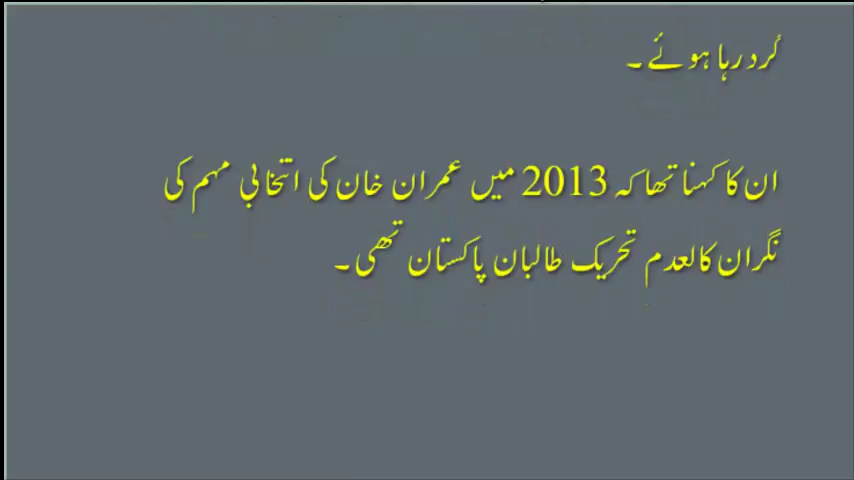 کُرد رہا ہوئے۔
ان کا کہنا تھا کہ 2013 میں عمران خان کی انتخابی مہم کی
نگران کالعدم تحریک طالبان پاکستان تھی۔